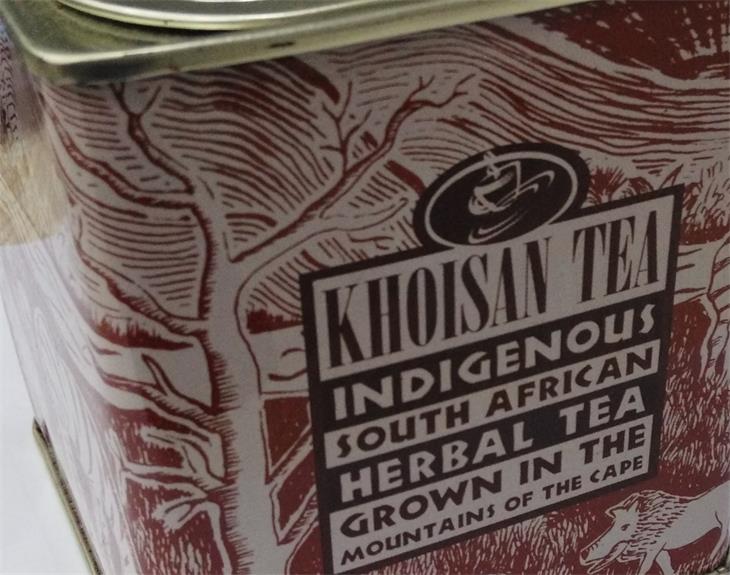 KHOISAN TEA
INDIGENOUS
SOUTH AFRICAN
HERBAL TEA
GROWN IN THE
MOUNTAINS OF THE CAPE